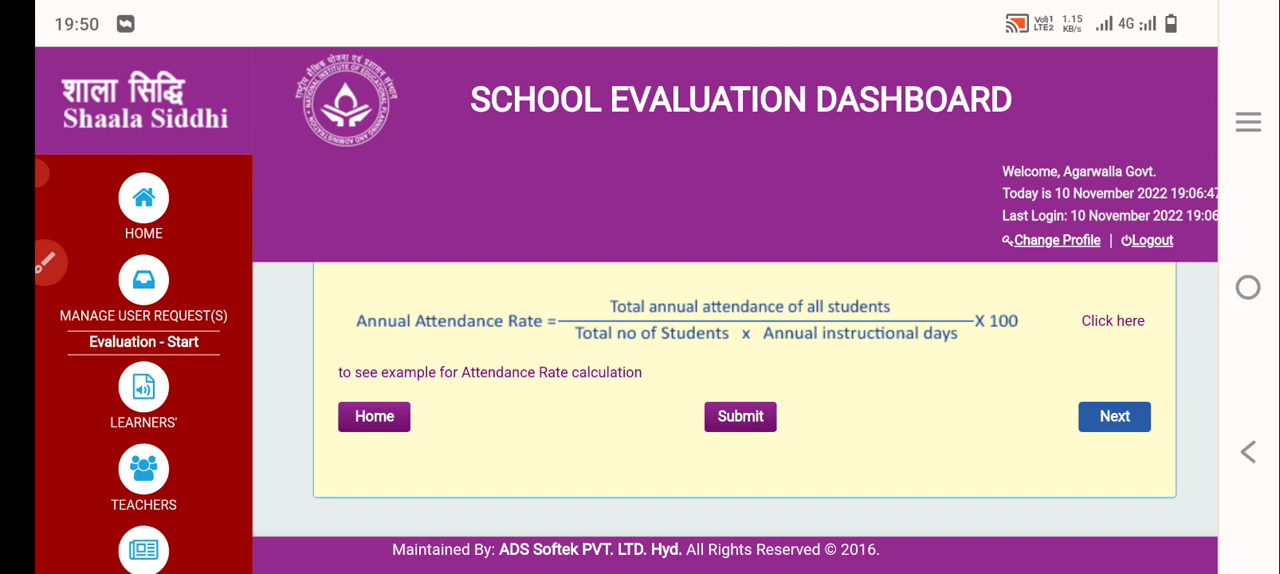 19:50
Vo)) 1
LTE2
1.15
KB/s
4G
शाला सिद्धि
Shaala Siddhi
SCHOOL EVALUATION DASHBOARD
Welcome, Agarwalla Govt.
Today is 10 November 2022 19:06:47
Last Login: 10 November 2022 19:06
Change Profile | Logout
HOME
MANAGE USER REQUEST(S)
Evaluation - Start
LEARNERS'
TEACHERS
Annual Attendance Rate = Total annual attendance of all students
Total no of Students x Annual instructional days
X 100
Click here
to see example for Attendance Rate calculation
Home
Submit
Next
Maintained By: ADS Softek PVT. LTD. Hyd. All Rights Reserved © 2016.